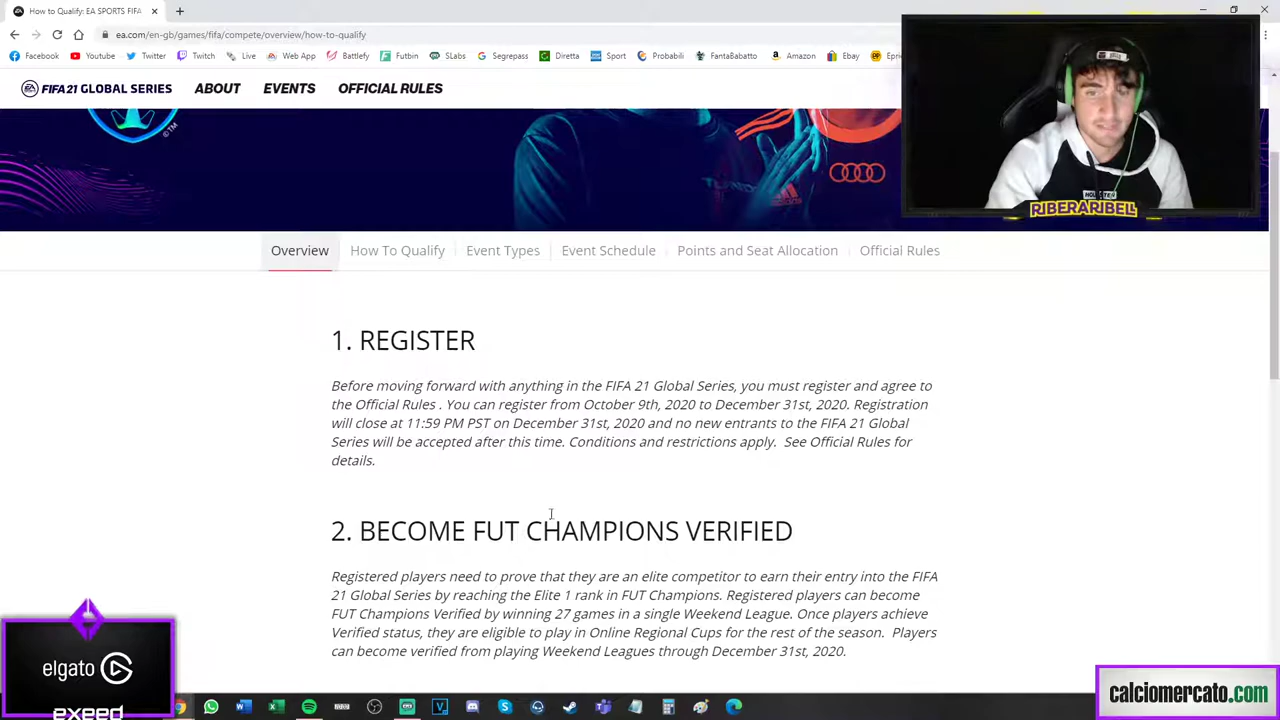 How to Qualify: EA SPORTS FIFA
ea.com/en-gb/games/fifa/compete/overview/how-to-qualify
Facebook Youtube Twitter Twitch Live Web App Battlefy Futbin SLabs Segrepass Diretta Sport Probabili FantaBabatto Amazon Ebay
FIFA 21 GLOBAL SERIES ABOUT EVENTS OFFICIAL RULES
TM
RIBERARIBELL
Overview How To Qualify Event Types Event Schedule Points and Seat Allocation Official Rules
1. REGISTER
Before moving forward with anything in the FIFA 21 Global Series, you must register and agree to
the Official Rules . You can register from October 9th, 2020 to December 31st, 2020. Registration
will close at 11:59 PM PST on December 31st, 2020 and no new entrants to the FIFA 21 Global
Series will be accepted after this time. Conditions and restrictions apply.  See Official Rules for
details.
2. BECOME FUT CHAMPIONS VERIFIED
Registered players need to prove that they are an elite competitor to earn their entry into the FIFA
21 Global Series by reaching the Elite 1 rank in FUT Champions. Registered players can become
FUT Champions Verified by winning 27 games in a single Weekend League. Once players achieve
Verified status, they are eligible to play in Online Regional Cups for the rest of the season.  Players
can become verified from playing Weekend Leagues through December 31st, 2020.
elgato
exeed
calciomercato.com